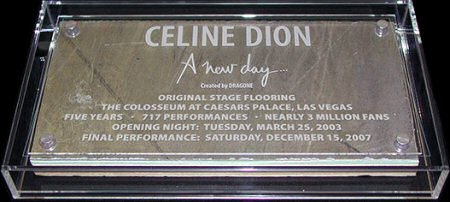 CELINE DION
A new day...
Created by DRAGONE
ORIGINAL STAGE FLOORING
THE COLOSSEUM AT CAESARS PALACE, LAS VEGAS
FIVE YEARS • 717 PERFORMANCES • NEARLY 3 MILLION FANS
OPENING NIGHT: TUESDAY, MARCH 25, 2003
FINAL PERFORMANCE: SATURDAY, DECEMBER 15, 2007